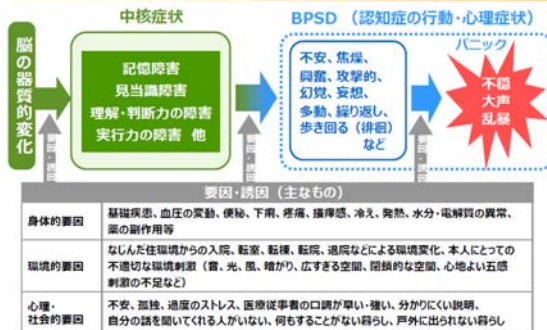 中核症状
BPSD （認知症の行動・心理症状）
脳の器質的変化
記憶障害
見当識障害
理解・判断力の障害
実行力の障害 他
不安、焦燥、
興奮、攻撃的、
幻覚、妄想、
多動、繰り返し、
歩き回る（徘徊）
など
パニック
不穏
大声
乱暴
要因・誘因
要因・誘因
要因・誘因
要因・誘因（主なもの）
身体的要因
基礎疾患、血圧の変動、便秘、下痢、疼痛、掻痒感、冷え、発熱、水分・電解質の異常、
薬の副作用等
環境的要因
なじんだ住環境からの入院、転室、転棟、転院、退院などによる環境変化、本人にとっての
不適切な環境刺激（音、光、風、暗がり、広すぎる空間、閉鎖的な空間、心地よい五感
刺激の不足など）
心理・
社会的要因
不安、孤独、過度のストレス、医療従事者の口調が早い・強い、分かりにくい説明、
自分の話を聞いてくれる人がいない、何もすることがない暮らし、戸外に出られない暮らし